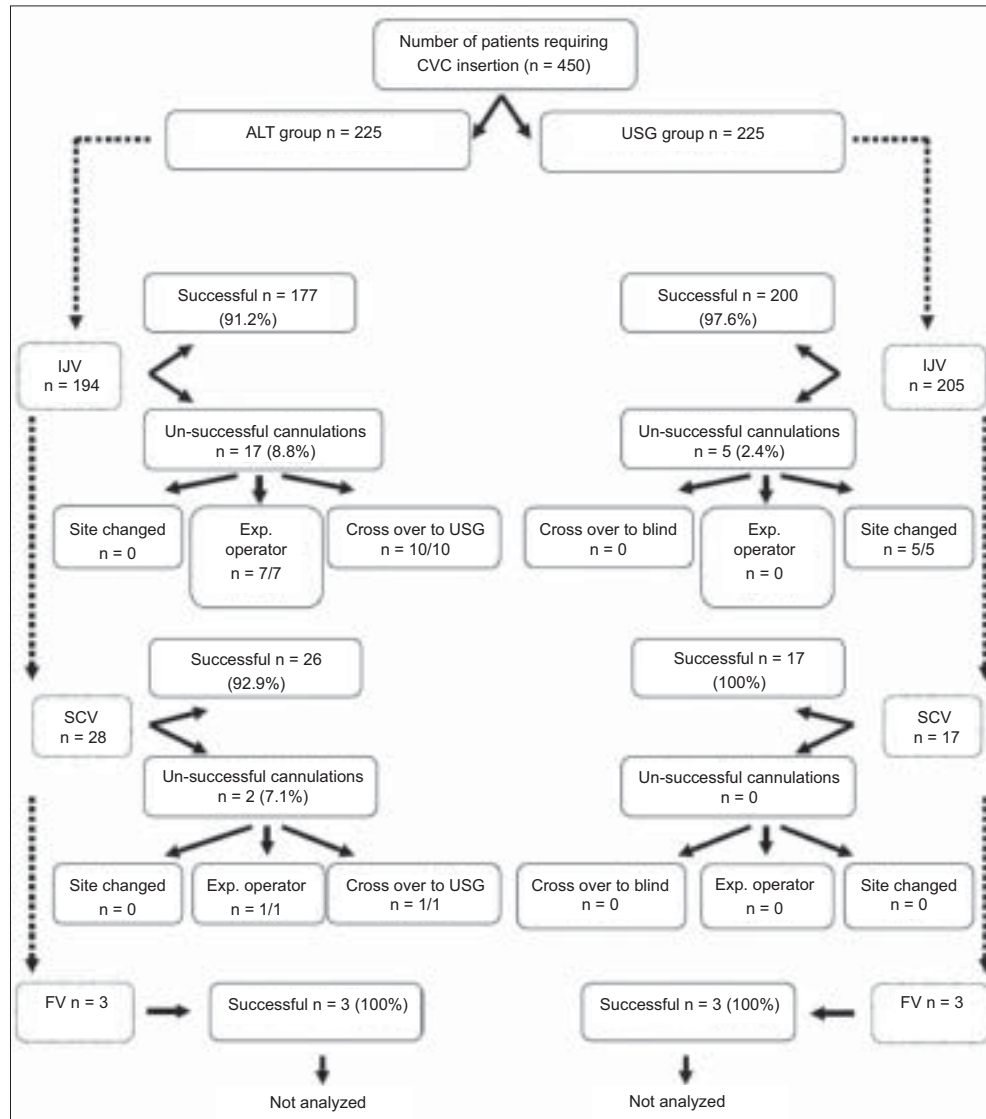 Number of patients requiring
CVC insertion (n = 450)
ALT group n = 225
USG group n = 225
Successful n = 177
(91.2%)
Successful n = 200
(97.6%)
IJV
n = 194
IJV
n = 205
Un-successful cannulations
n = 17 (8.8%)
Un-successful cannulations
n = 5 (2.4%)
Site changed
n = 0
Exp.
operator
n = 7/7
Cross over to USG
n = 10/10
Cross over to blind
n = 0
Exp.
operator
n = 0
Site changed
n = 5/5
Successful n = 26
(92.9%)
Successful n = 17
(100%)
SCV
n = 28
SCV
n = 17
Un-successful cannulations
n = 2 (7.1%)
Un-successful cannulations
n = 0
Site changed
n = 0
Exp. operator
n = 1/1
Cross over to USG
n = 1/1
Cross over to blind
n = 0
Exp. operator
n = 0
Site changed
n = 0
FV n = 3
Successful n = 3 (100%)
Successful n = 3 (100%)
FV n = 3
Not analyzed
Not analyzed